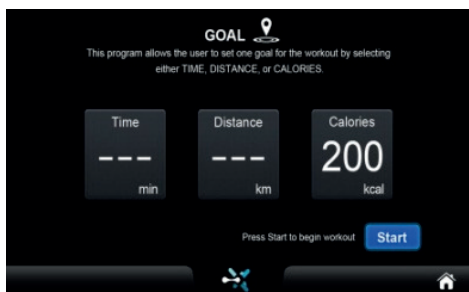 GOAL
This program allows the user to set one goal for the workout by selecting
either TIME, DISTANCE, or CALORIES.
Time
---
min
Distance
---
km
Calories
200
kcal
Press Start to begin workout
Start